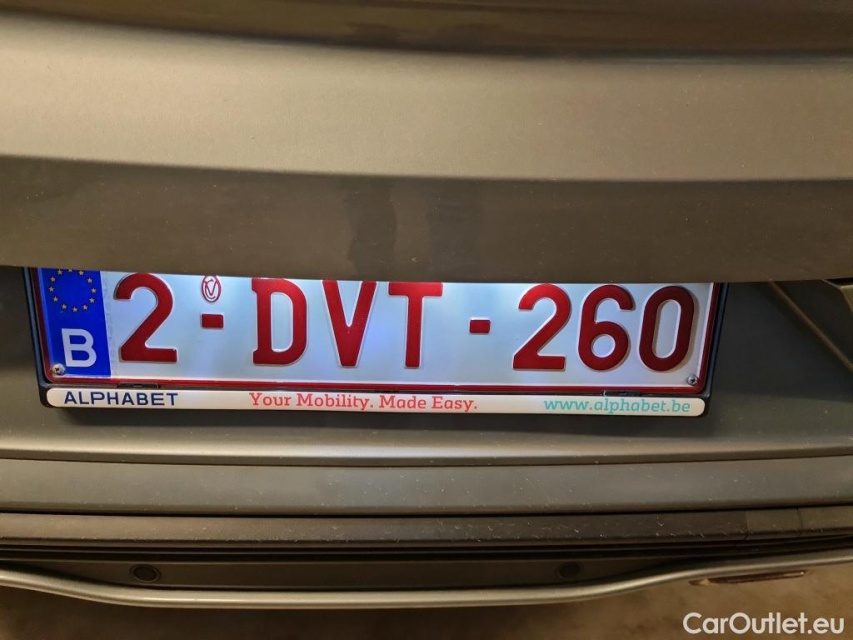 B 2-DVT-260
ALPHABET Your Mobility. Made Easy. www.alphabet.be
CarOutlet.eu